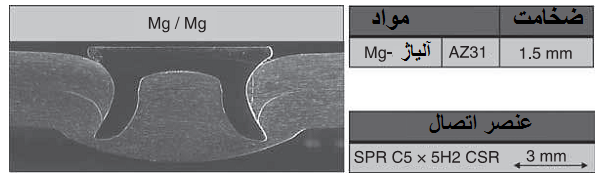 Mg / Mg
مواد ضخامت
Mg- آلیاژ AZ31 1.5 mm
عنصر اتصال
SPR C5 × 5H2 CSR 3 mm